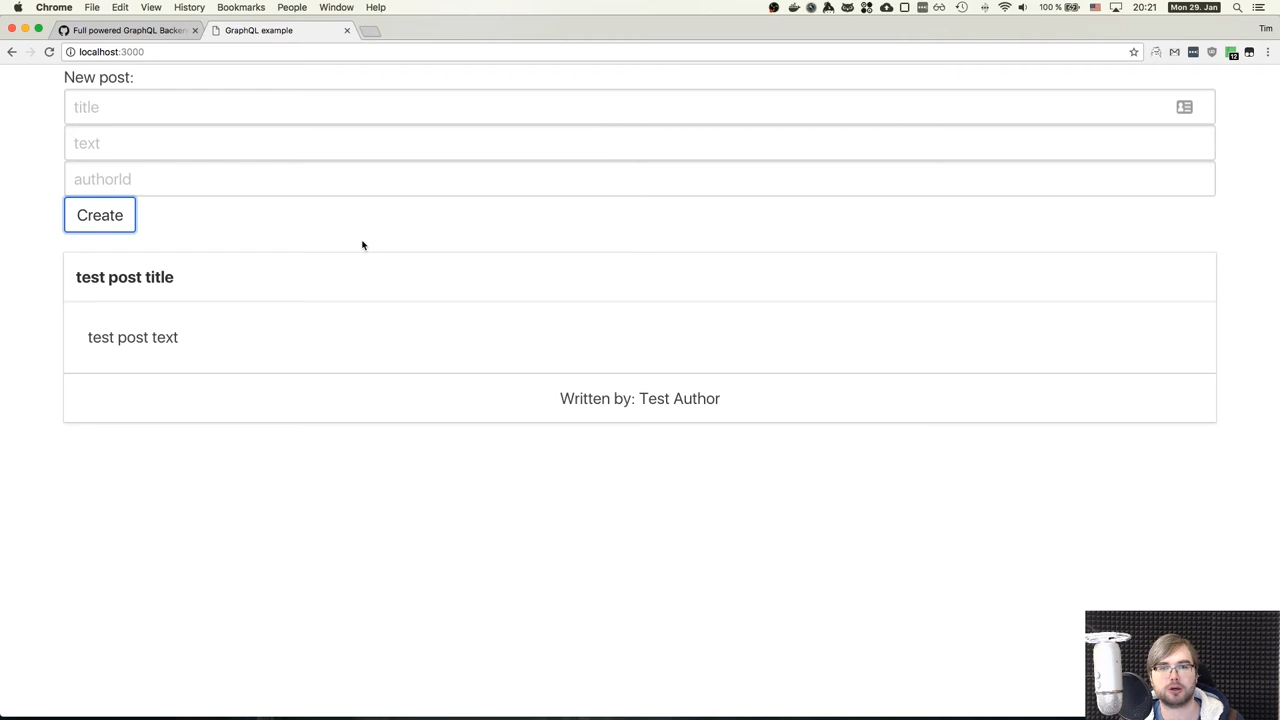 Chrome File Edit View History Bookmarks People Window Help 100 % 20:21 Mon 29. Jan
Full powered GraphQL Backen GraphQL example Tim
localhost:3000 12
New post:
title
text
authorId
Create
test post title
test post text
Written by: Test Author